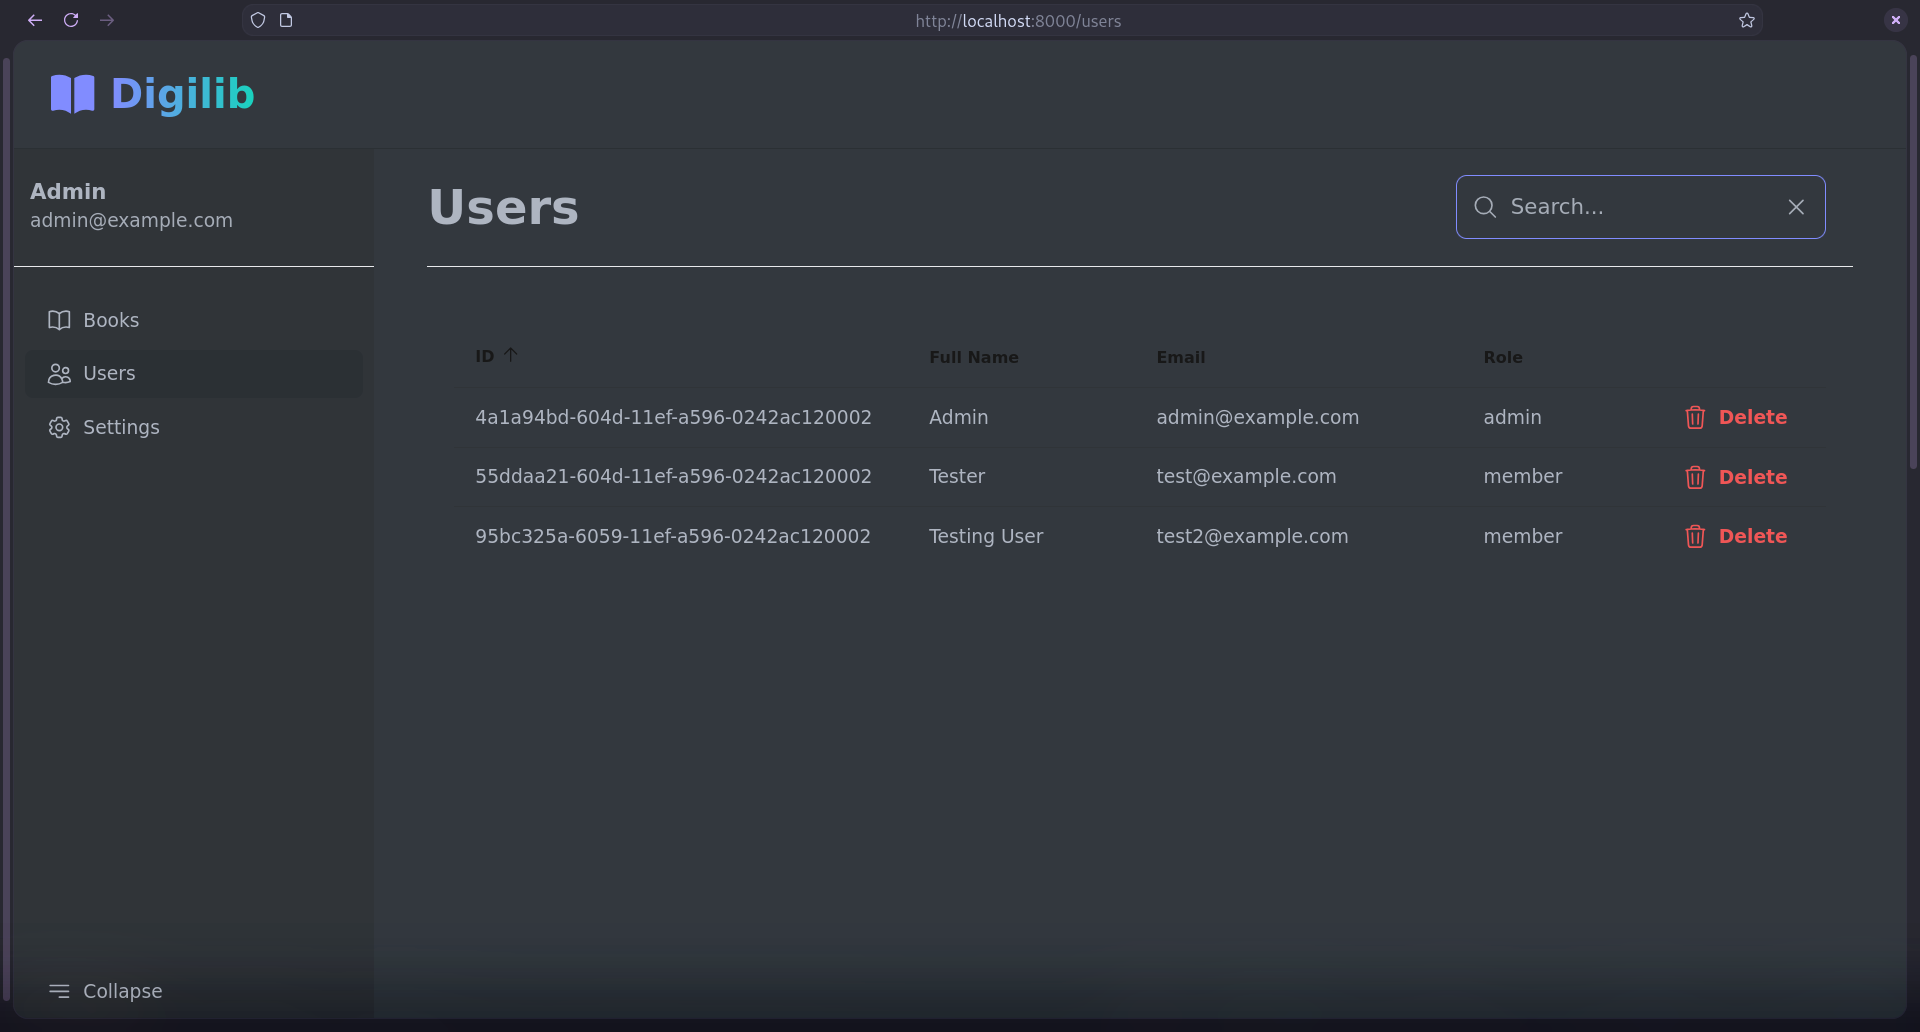 http://localhost:8000/users
Digilib
Admin
admin@example.com
Books
Users
Settings
Collapse
Users
Search...
ID Full Name Email Role
4a1a94bd-604d-11ef-a596-0242ac120002 Admin admin@example.com admin Delete
55ddaa21-604d-11ef-a596-0242ac120002 Tester test@example.com member Delete
95bc325a-6059-11ef-a596-0242ac120002 Testing User test2@example.com member Delete